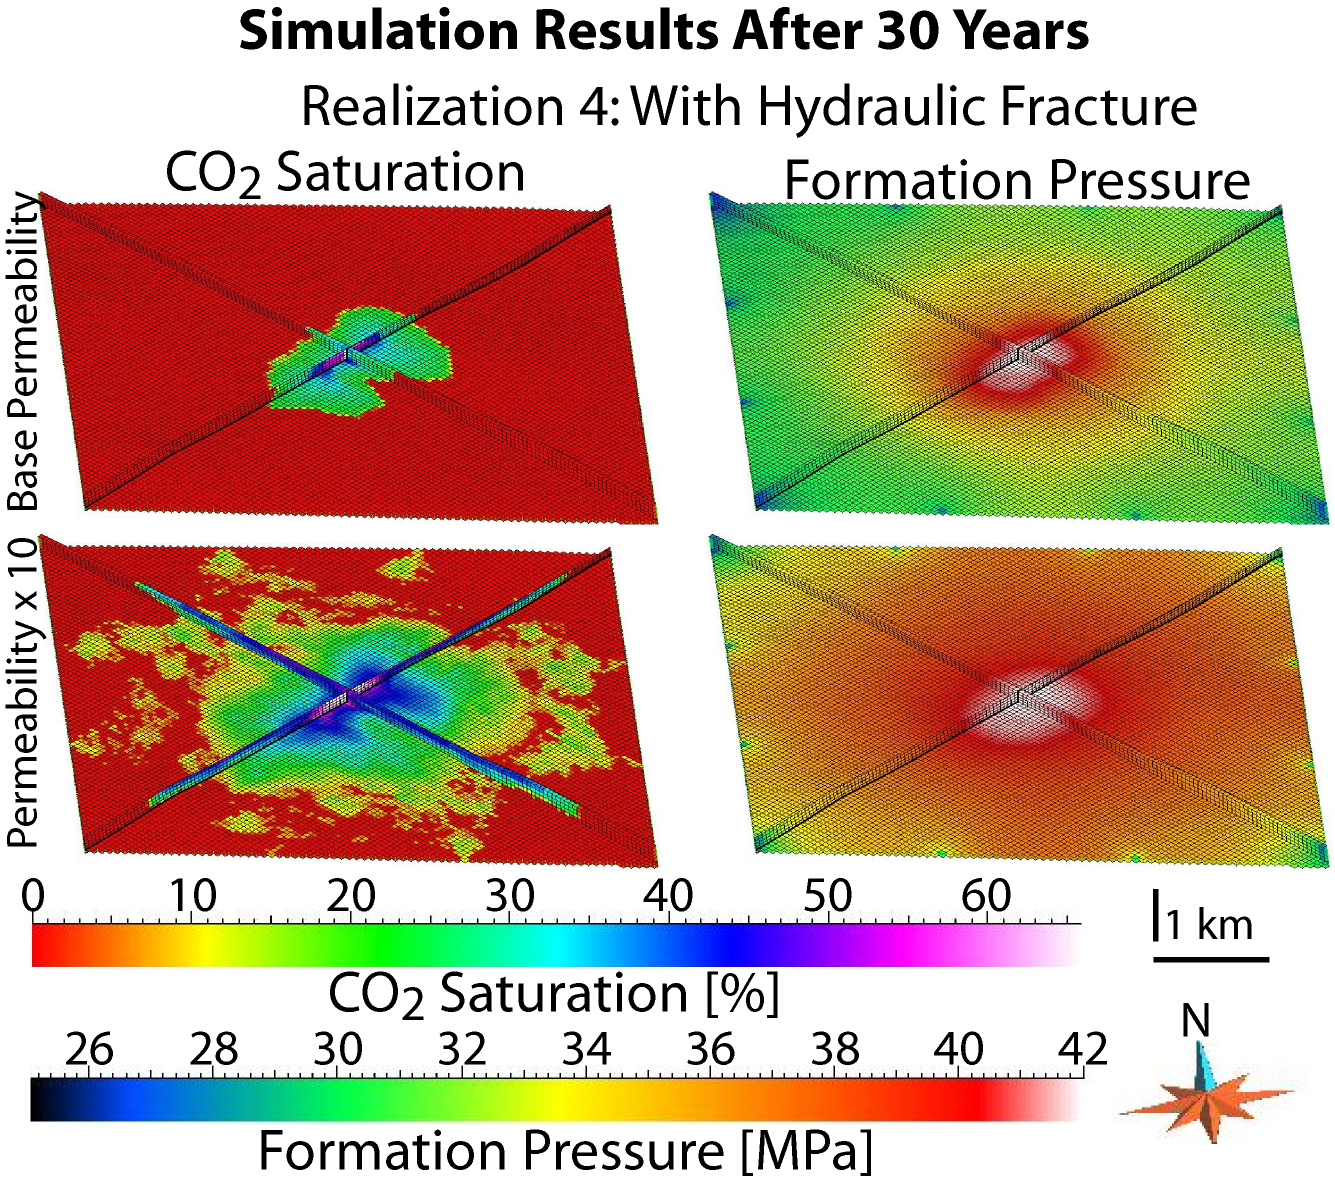 Simulation Results After 30 Years
Realization 4: With Hydraulic Fracture
CO2 Saturation
Formation Pressure
Base Permeability
Permeability x 10
0 10 20 30 40 50 60
CO2 Saturation [%]
1 km
26 28 30 32 34 36 38 40 42
Formation Pressure [MPa]
N